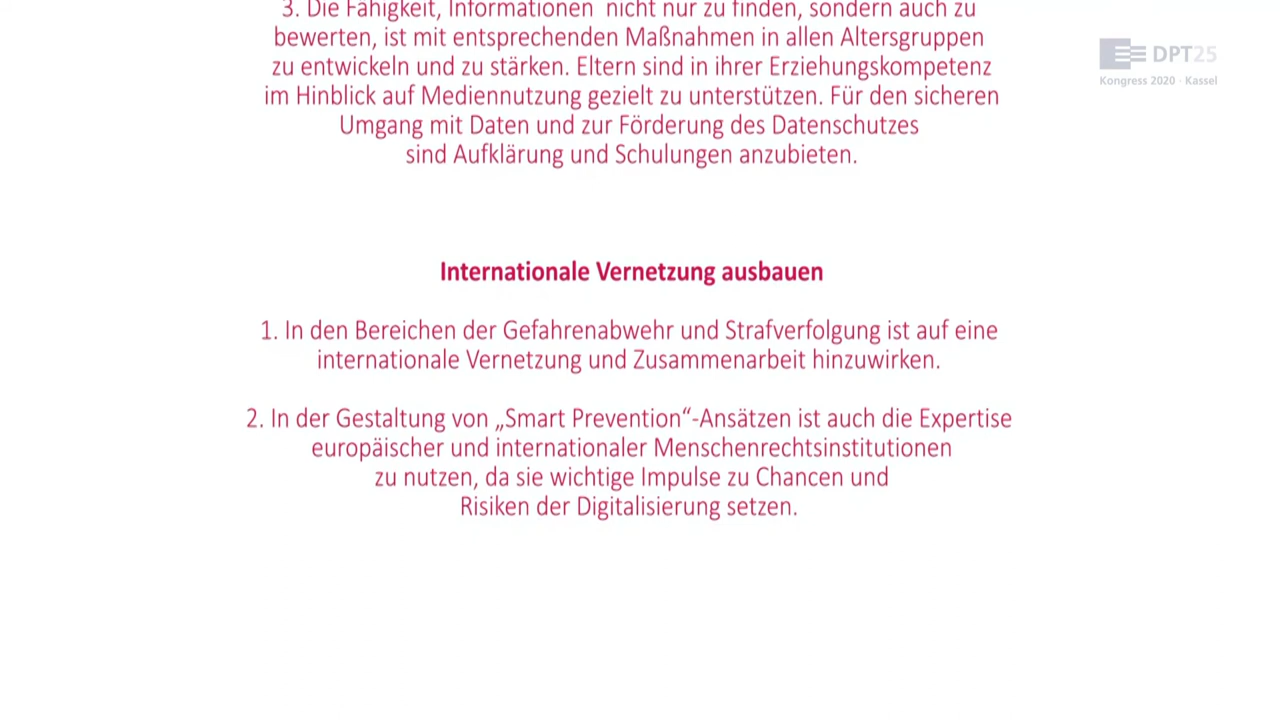 3. Die Fähigkeit, Informationen  nicht nur zu finden, sondern auch zu
bewerten, ist mit entsprechenden Maßnahmen in allen Altersgruppen
zu entwickeln und zu stärken. Eltern sind in ihrer Erziehungskompetenz
im Hinblick auf Mediennutzung gezielt zu unterstützen. Für den sicheren
Umgang mit Daten und zur Förderung des Datenschutzes
sind Aufklärung und Schulungen anzubieten.
DPT25
Kongress 2020 · Kassel
Internationale Vernetzung ausbauen
1. In den Bereichen der Gefahrenabwehr und Strafverfolgung ist auf eine
internationale Vernetzung und Zusammenarbeit hinzuwirken.
2. In der Gestaltung von „Smart Prevention“-Ansätzen ist auch die Expertise
europäischer und internationaler Menschenrechtsinstitutionen
zu nutzen, da sie wichtige Impulse zu Chancen und
Risiken der Digitalisierung setzen.